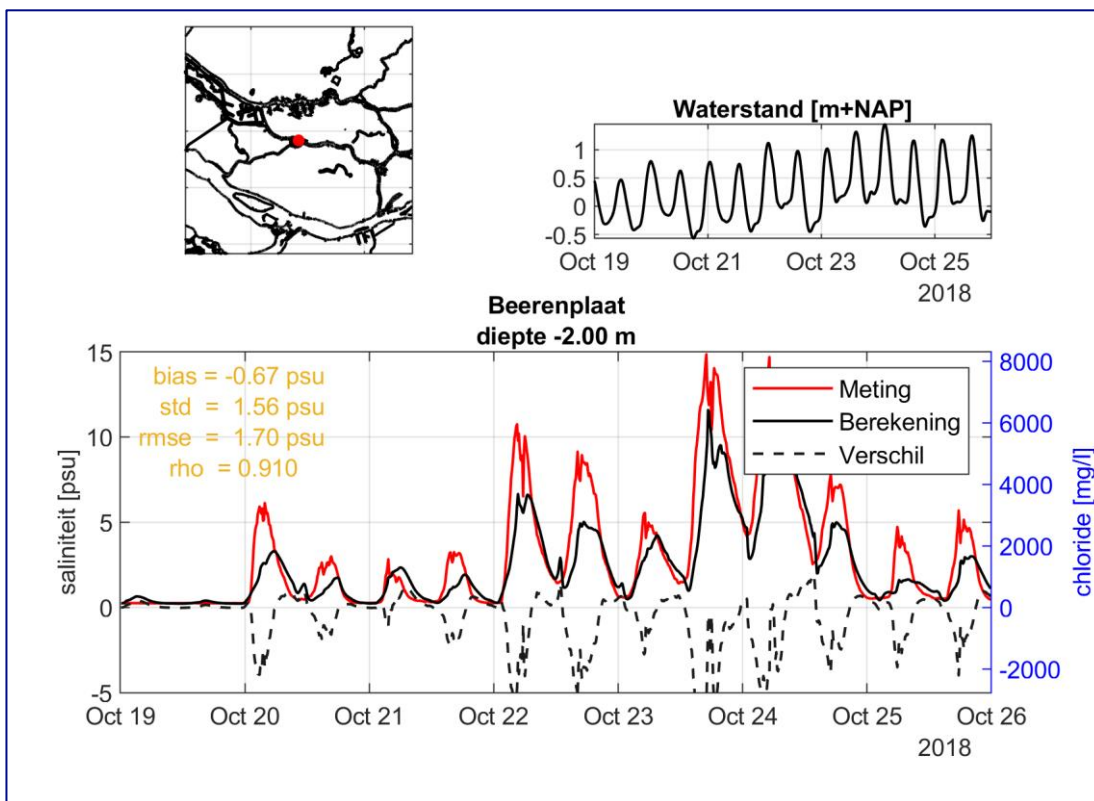 Waterstand [m+NAP]
1
0.5
0
-0.5
Oct 19 Oct 21 Oct 23 Oct 25
2018
Beerenplaat
diepte -2.00 m
15
10
5
0
-5
saliniteit [psu]
bias = -0.67 psu
std = 1.56 psu
rmse = 1.70 psu
rho = 0.910
Meting
Berekening
Verschil
8000
6000
4000
2000
0
-2000
chloride [mg/l]
Oct 19 Oct 20 Oct 21 Oct 22 Oct 23 Oct 24 Oct 25 Oct 26
2018